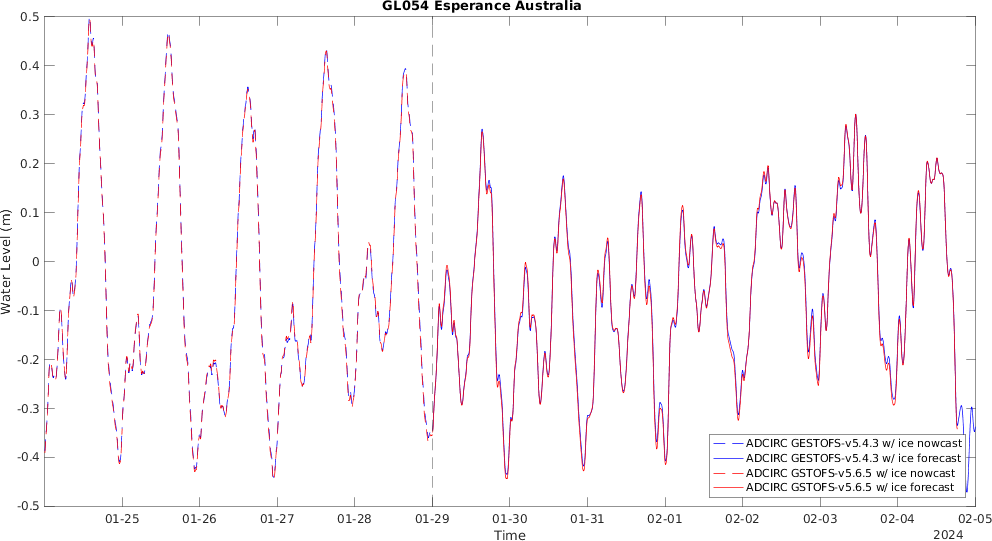 GL054 Esperance Australia
Water Level (m)
0.5
0.4
0.3
0.2
0.1
0
-0.1
-0.2
-0.3
-0.4
-0.5
ADCIRC GESTOFS-v5.4.3 w/ ice nowcast
ADCIRC GESTOFS-v5.4.3 w/ ice forecast
ADCIRC GSTOFS-v5.6.5 w/ ice nowcast
ADCIRC GSTOFS-v5.6.5 w/ ice forecast
01-25 01-26 01-27 01-28 01-29 01-30 01-31 02-01 02-02 02-03 02-04 02-05
Time
2024